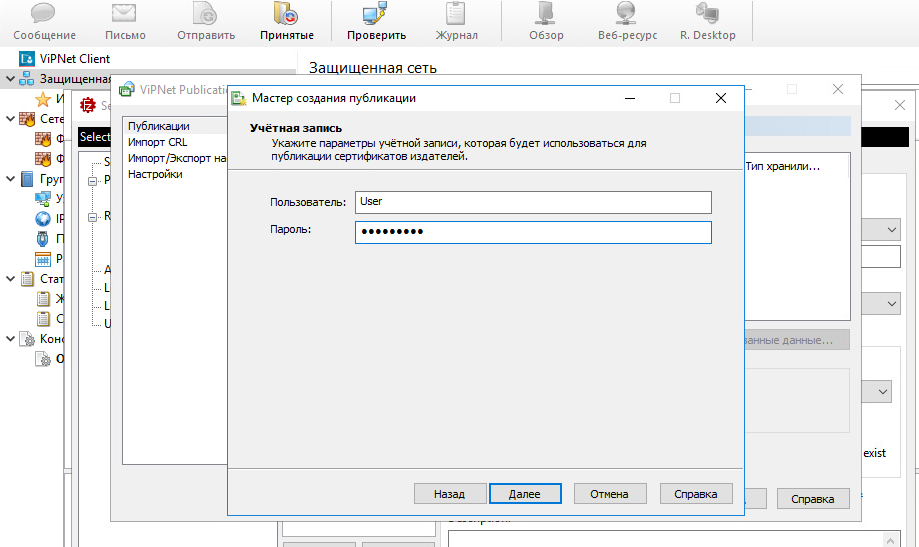 Сообщение Письмо Отправить Принятые Проверить Журнал Обзор Веб-ресурс R. Desktop
ViPNet Client
Защищенная
Защищенная сеть
ViPNet Publicati
Мастер создания публикации
Se
Select
Публикации
Импорт CRL
Импорт/Экспорт на
Настройки
Учётная запись
Укажите параметры учётной записи, которая будет использоваться для
публикации сертификатов издателей.
Тип хранили...
Пользователь: User
Пароль: •••••••••
И
Сете
Ф
Ф
Груп
У
IP
П
Р
Стат
Ж
С
Конс
О
S
P
R
A
L
L
U
занные данные...
exist
Назад Далее Отмена Справка
Справка